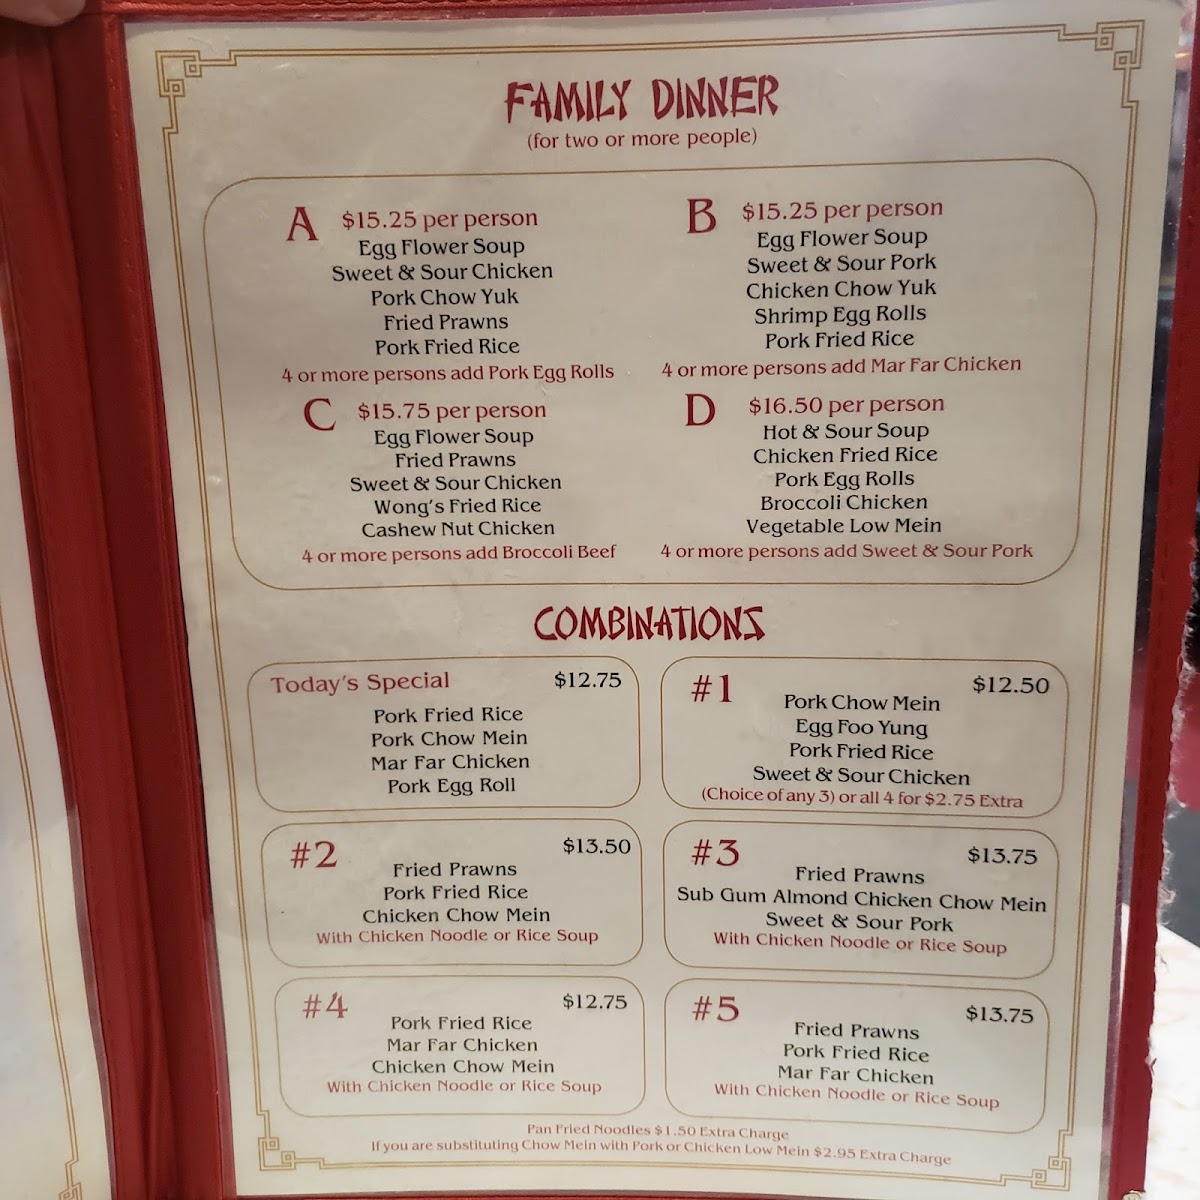 FAMILY DINNER
(for two or more people)
A $15.25 per person
Egg Flower Soup
Sweet & Sour Chicken
Pork Chow Yuk
Fried Prawns
Pork Fried Rice
4 or more persons add Pork Egg Rolls
B $15.25 per person
Egg Flower Soup
Sweet & Sour Pork
Chicken Chow Yuk
Shrimp Egg Rolls
Pork Fried Rice
4 or more persons add Mar Far Chicken
C $15.75 per person
Egg Flower Soup
Fried Prawns
Sweet & Sour Chicken
Wong's Fried Rice
Cashew Nut Chicken
4 or more persons add Broccoli Beef
D $16.50 per person
Hot & Sour Soup
Chicken Fried Rice
Pork Egg Rolls
Broccoli Chicken
Vegetable Low Mein
4 or more persons add Sweet & Sour Pork
COMBINATIONS
Today's Special $12.75
Pork Fried Rice
Pork Chow Mein
Mar Far Chicken
Pork Egg Roll
#1 $12.50
Pork Chow Mein
Egg Foo Yung
Pork Fried Rice
Sweet & Sour Chicken
(Choice of any 3) or all 4 for $2.75 Extra
#2 $13.50
Fried Prawns
Pork Fried Rice
Chicken Chow Mein
With Chicken Noodle or Rice Soup
#3 $13.75
Fried Prawns
Sub Gum Almond Chicken Chow Mein
Sweet & Sour Pork
With Chicken Noodle or Rice Soup
#4 $12.75
Pork Fried Rice
Mar Far Chicken
Chicken Chow Mein
With Chicken Noodle or Rice Soup
#5 $13.75
Fried Prawns
Pork Fried Rice
Mar Far Chicken
With Chicken Noodle or Rice Soup
Pan Fried Noodles $1.50 Extra Charge
If you are substituting Chow Mein with Pork or Chicken Low Mein $2.95 Extra Charge